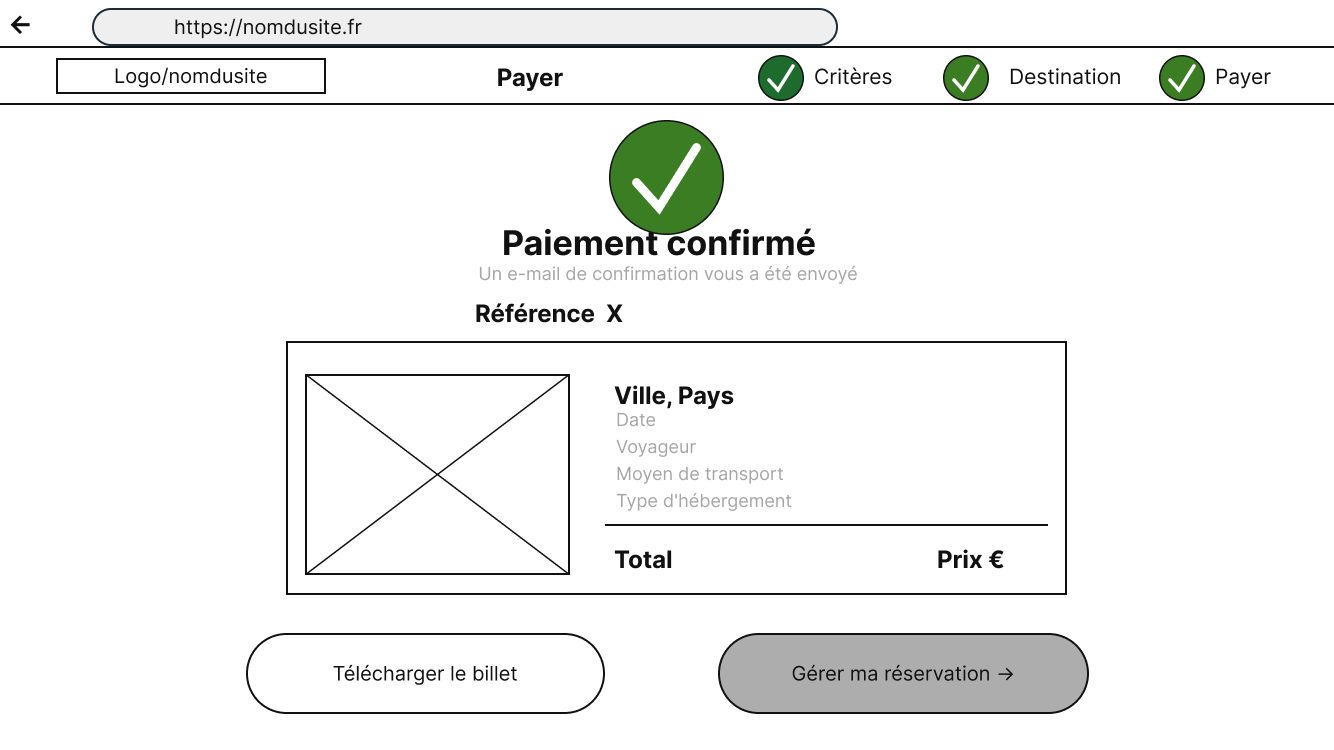 https://nomdusite.fr
Logo/nomdusite
Payer
Critères
Destination
Payer
Paiement confirmé
Un e-mail de confirmation vous a été envoyé
Référence X
Ville, Pays
Date
Voyageur
Moyen de transport
Type d'hébergement
Total
Prix €
Télécharger le billet
Gérer ma réservation →